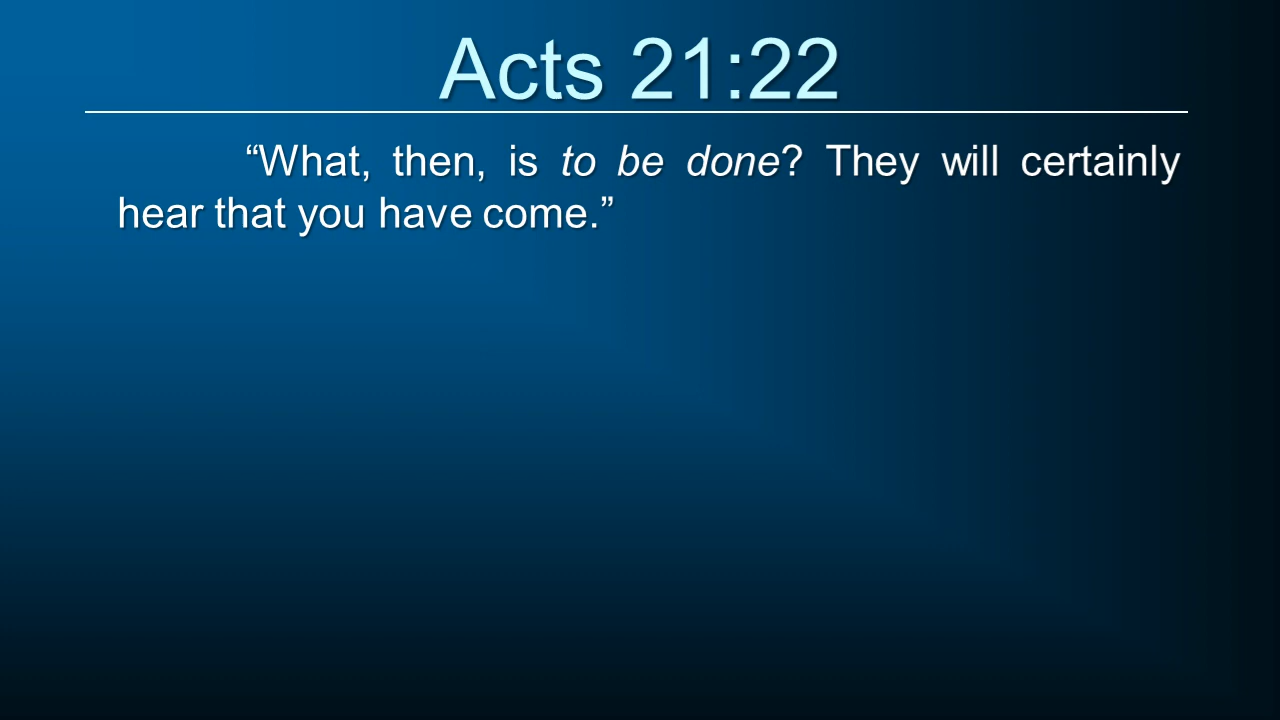 Acts 21:22
“What, then, is to be done? They will certainly
hear that you have come.”